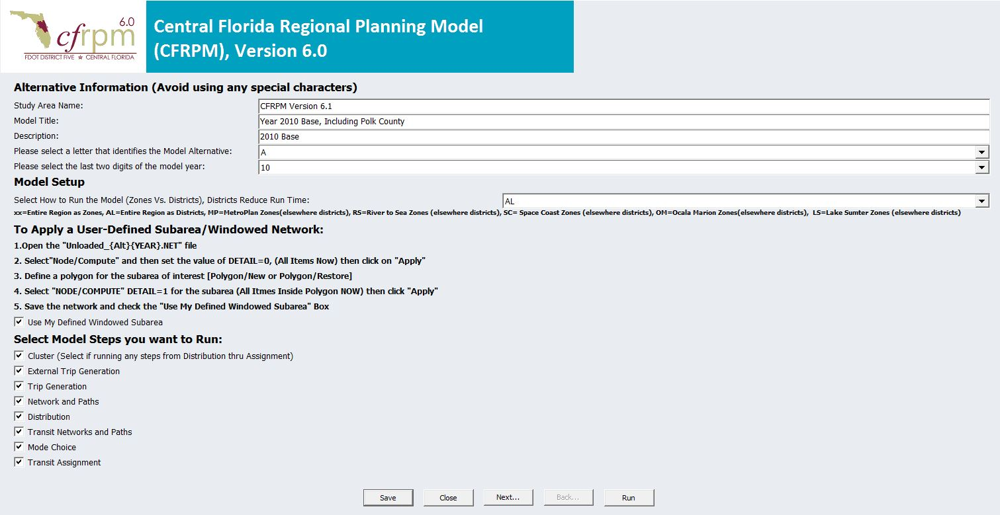 6.0
cfrpm
FDOT DISTRICT FIVE ★ CENTRAL FLORIDA
Central Florida Regional Planning Model
(CFRPM), Version 6.0
Alternative Information (Avoid using any special characters)
Study Area Name: CFRPM Version 6.1
Model Title: Year 2010 Base, Including Polk County
Description: 2010 Base
Please select a letter that identifies the Model Alternative: A
Please select the last two digits of the model year: 10
Model Setup
Select How to Run the Model (Zones Vs. Districts), Districts Reduce Run Time: AL
xx=Entire Region as Zones, AL=Entire Region as Districts, MP=MetroPlan Zones(elsewhere districts), RS=River to Sea Zones (elsewhere districts), SC= Space Coast Zones (elsewhere districts), OM=Ocala Marion Zones(elsewhere districts), LS=Lake Sumter Zones (elsewhere districts)
To Apply a User-Defined Subarea/Windowed Network:
1.Open the "Unloaded_{Alt}{YEAR}.NET" file
2. Select"Node/Compute" and then set the value of DETAIL=0, (All Items Now) then click on "Apply"
3. Define a polygon for the subarea of interest [Polygon/New or Polygon/Restore]
4. Select "NODE/COMPUTE" DETAIL=1 for the subarea (All Itmes Inside Polygon NOW) then click "Apply"
5. Save the network and check the "Use My Defined Windowed Subarea" Box
Use My Defined Windowed Subarea
Select Model Steps you want to Run:
Cluster (Select if running any steps from Distribution thru Assignment)
External Trip Generation
Trip Generation
Network and Paths
Distribution
Transit Networks and Paths
Mode Choice
Transit Assignment
Save Close Next... Back... Run